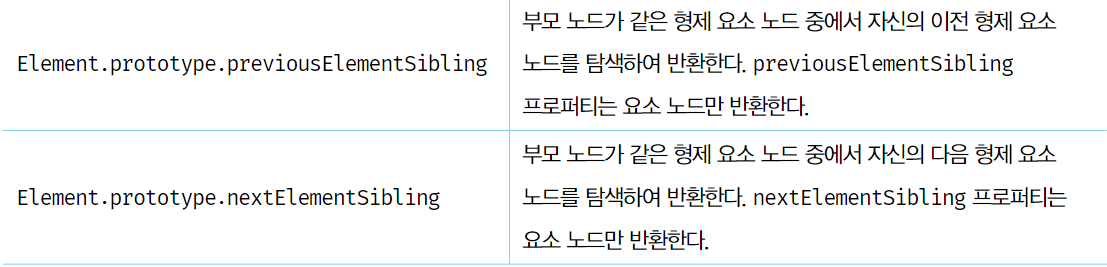 Element.prototype.previousElementSibling
부모 노드가 같은 형제 요소 노드 중에서 자신의 이전 형제 요소
노드를 탐색하여 반환한다. previousElementSibling
프로퍼티는 요소 노드만 반환한다.
Element.prototype.nextElementSibling
부모 노드가 같은 형제 요소 노드 중에서 자신의 다음 형제 요소
노드를 탐색하여 반환한다. nextElementSibling 프로퍼티는
요소 노드만 반환한다.